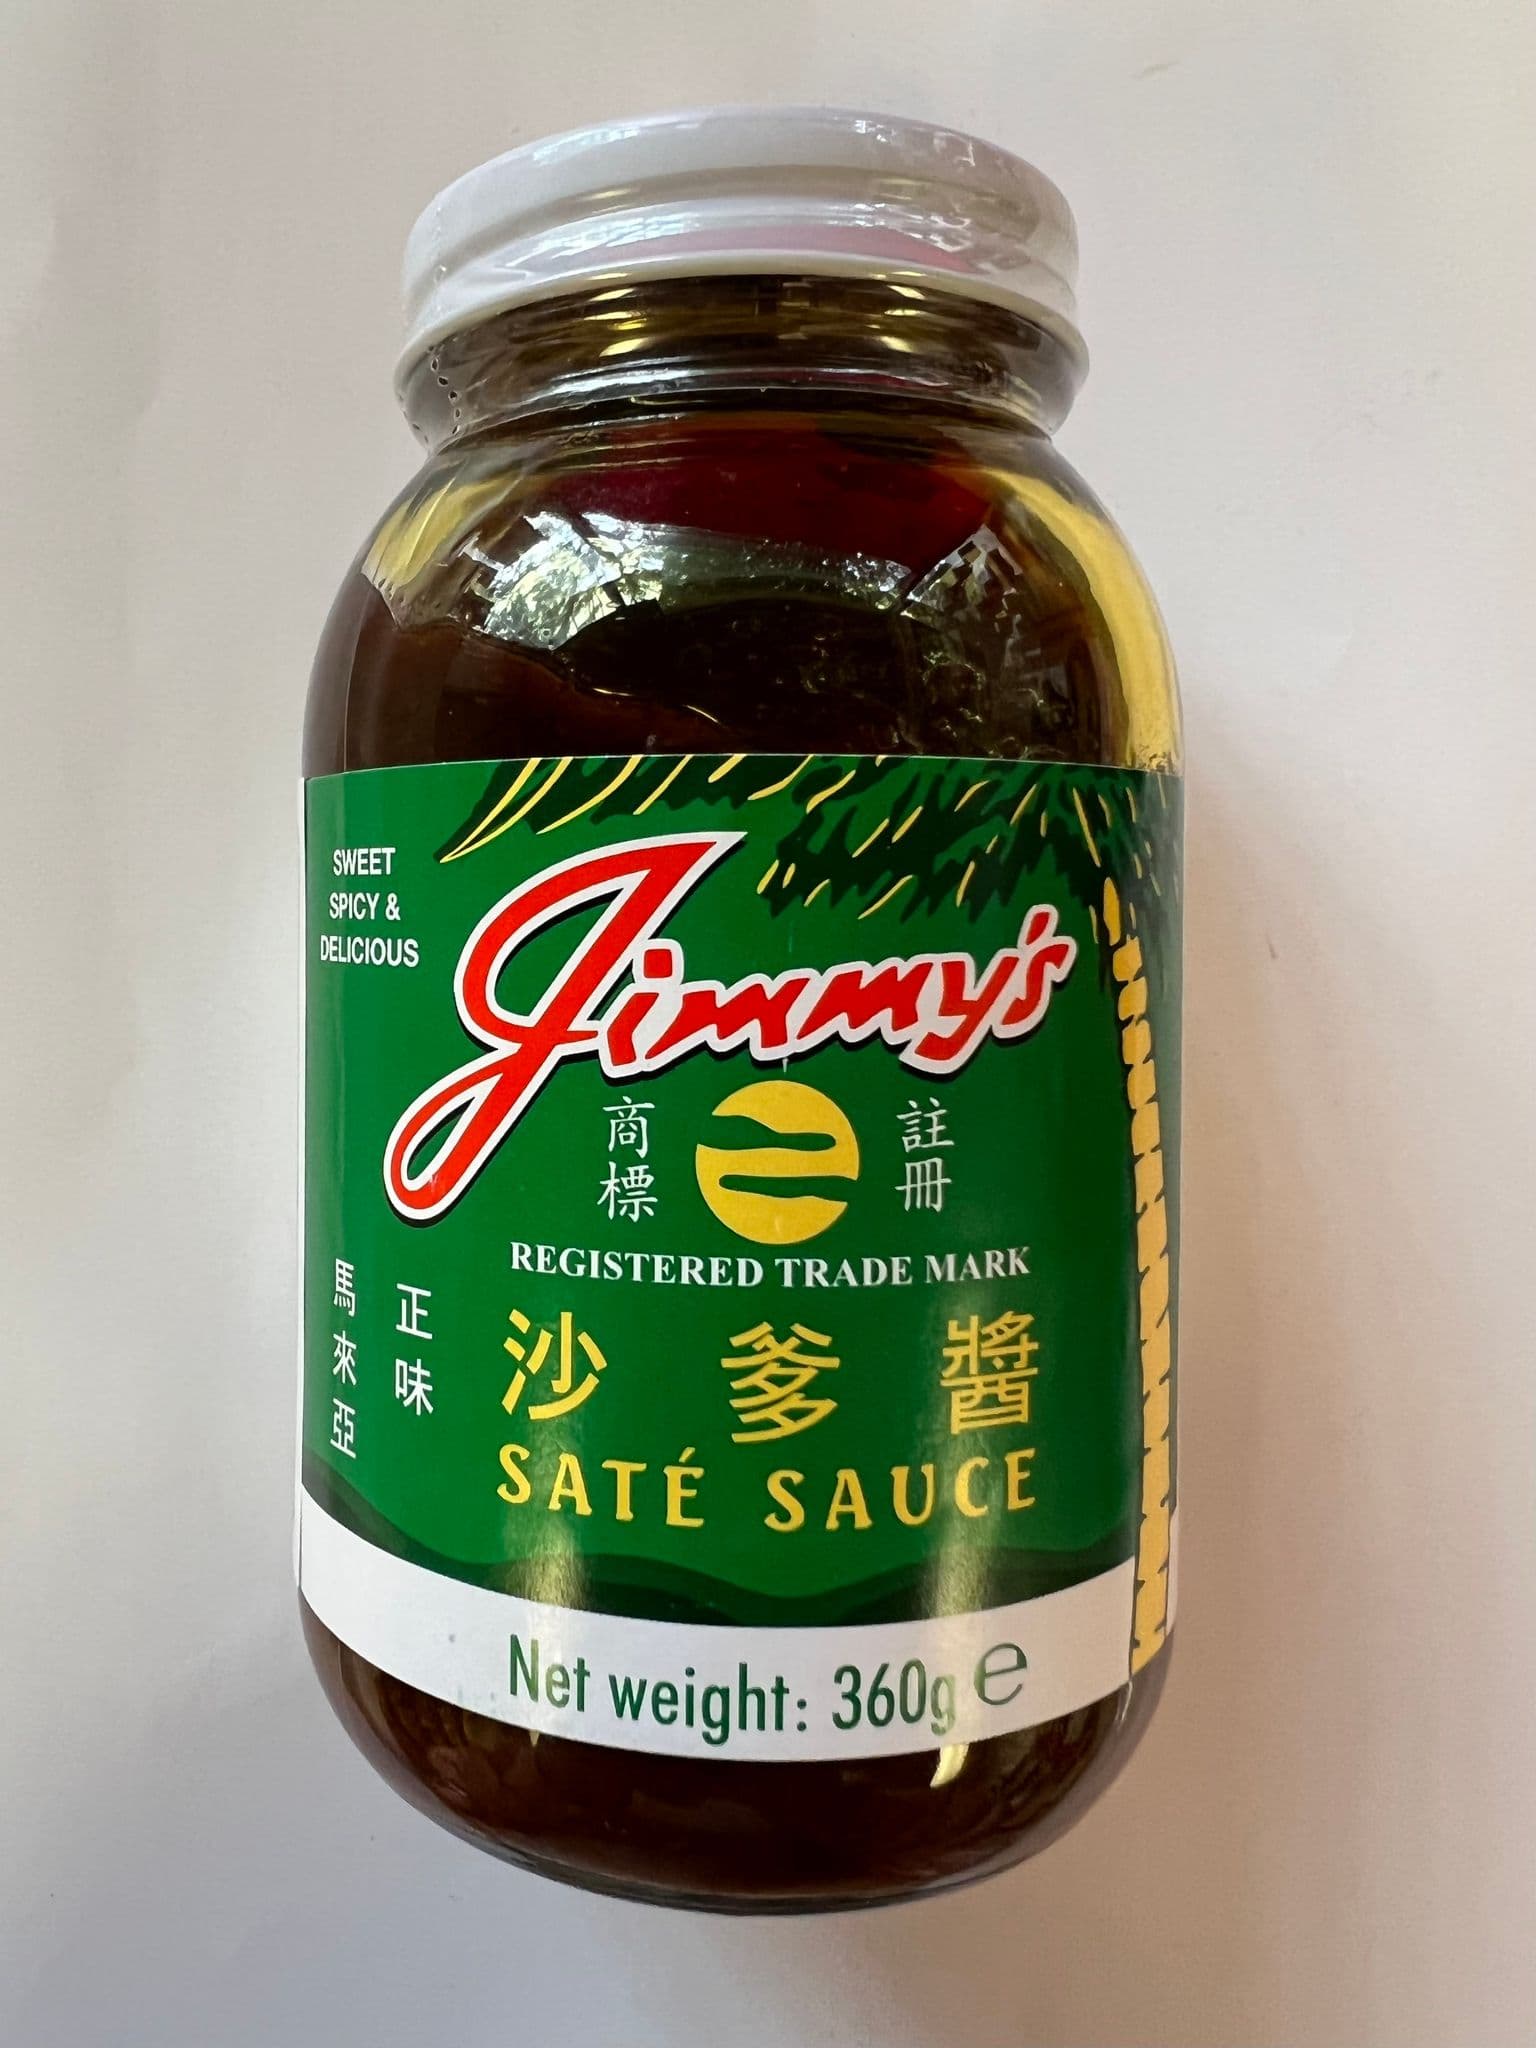 SWEET
SPICY &
DELICIOUS
Jimmy's
商標
註冊
REGISTERED TRADE MARK
馬來亞
正味
沙爹醬
SATÉ SAUCE
Net weight: 360g ℮